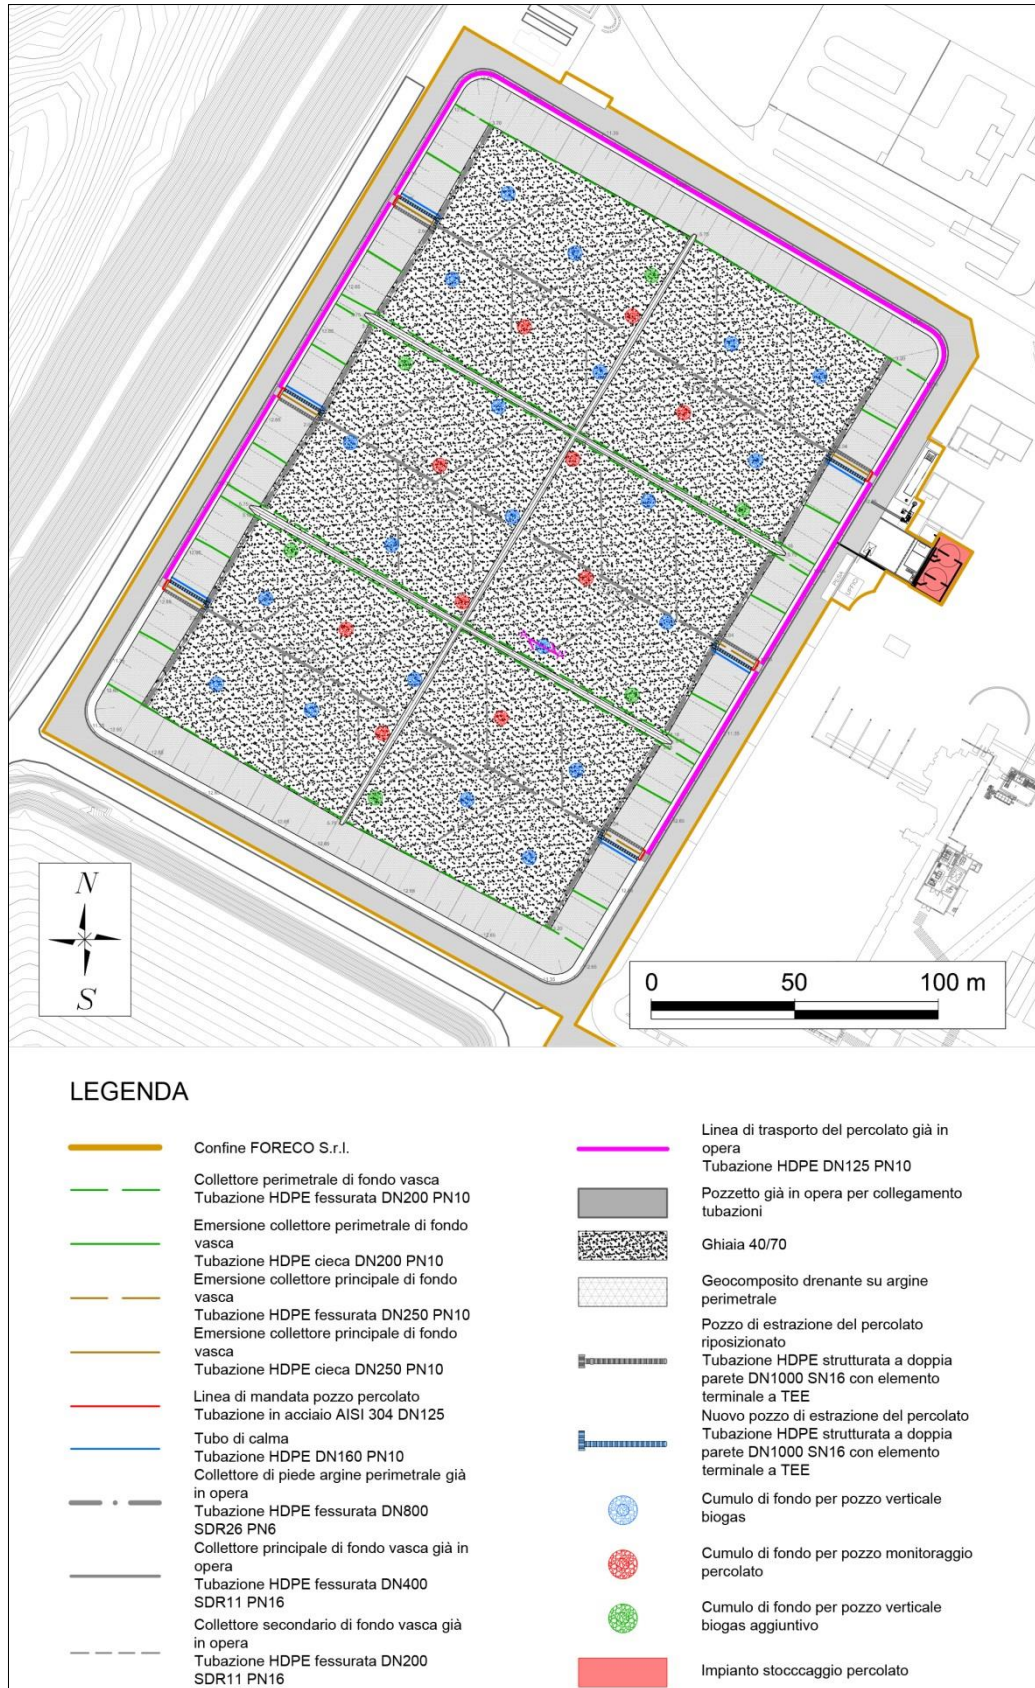 N
S
0 50 100 m
LEGENDA
Confine FORECO S.r.l.
Collettore perimetrale di fondo vasca
Tubazione HDPE fessurata DN200 PN10
Emersione collettore perimetrale di fondo
vasca
Tubazione HDPE cieca DN200 PN10
Emersione collettore principale di fondo
vasca
Tubazione HDPE fessurata DN250 PN10
Emersione collettore principale di fondo
vasca
Tubazione HDPE cieca DN250 PN10
Linea di mandata pozzo percolato
Tubazione in acciaio AISI 304 DN125
Tubo di calma
Tubazione HDPE DN160 PN10
Collettore di piede argine perimetrale già
in opera
Tubazione HDPE fessurata DN800
SDR26 PN6
Collettore principale di fondo vasca già in
opera
Tubazione HDPE fessurata DN400
SDR11 PN16
Collettore secondario di fondo vasca già
in opera
Tubazione HDPE fessurata DN200
SDR11 PN16
Linea di trasporto del percolato già in
opera
Tubazione HDPE DN125 PN10
Pozzetto già in opera per collegamento
tubazioni
Ghiaia 40/70
Geocomposito drenante su argine
perimetrale
Pozzo di estrazione del percolato
riposizionato
Tubazione HDPE strutturata a doppia
parete DN1000 SN16 con elemento
terminale a TEE
Nuovo pozzo di estrazione del percolato
Tubazione HDPE strutturata a doppia
parete DN1000 SN16 con elemento
terminale a TEE
Cumulo di fondo per pozzo verticale
biogas
Cumulo di fondo per pozzo monitoraggio
percolato
Cumulo di fondo per pozzo verticale
biogas aggiuntivo
Impianto stocccaggio percolato